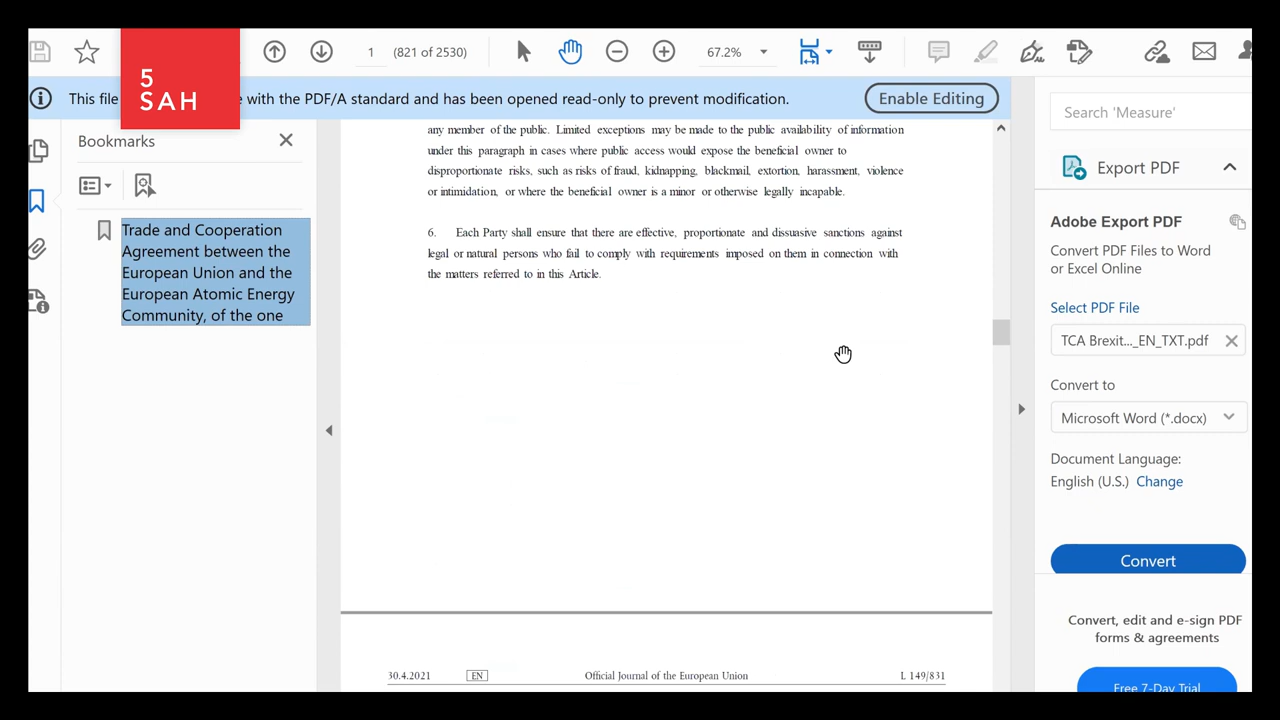 1
(821 of 2530)
67.2%
5
SAH
This file
with the PDF/A standard and has been opened read-only to prevent modification.
Enable Editing
Bookmarks
Trade and Cooperation
Agreement between the
European Union and the
European Atomic Energy
Community, of the one
any member of the public. Limited exceptions may be made to the public availability of information
under this paragraph in cases where public access would expose the beneficial owner to
disproportionate risks, such as risks of fraud, kidnapping, blackmail, extortion, harassment, violence
or intimidation, or where the beneficial owner is a minor or otherwise legally incapable.
6. Each Party shall ensure that there are effective, proportionate and dissuasive sanctions against
legal or natural persons who fail to comply with requirements imposed on them in connection with
the matters referred to in this Article.
30.4.2021 EN Official Journal of the European Union L 149/831
Search 'Measure'
Export PDF
Adobe Export PDF
Convert PDF Files to Word
or Excel Online
Select PDF File
TCA Brexit..._EN_TXT.pdf
Convert to
Microsoft Word (*.docx)
Document Language:
English (U.S.) Change
Convert
Convert, edit and e-sign PDF
forms & agreements
Free 7-Day Trial